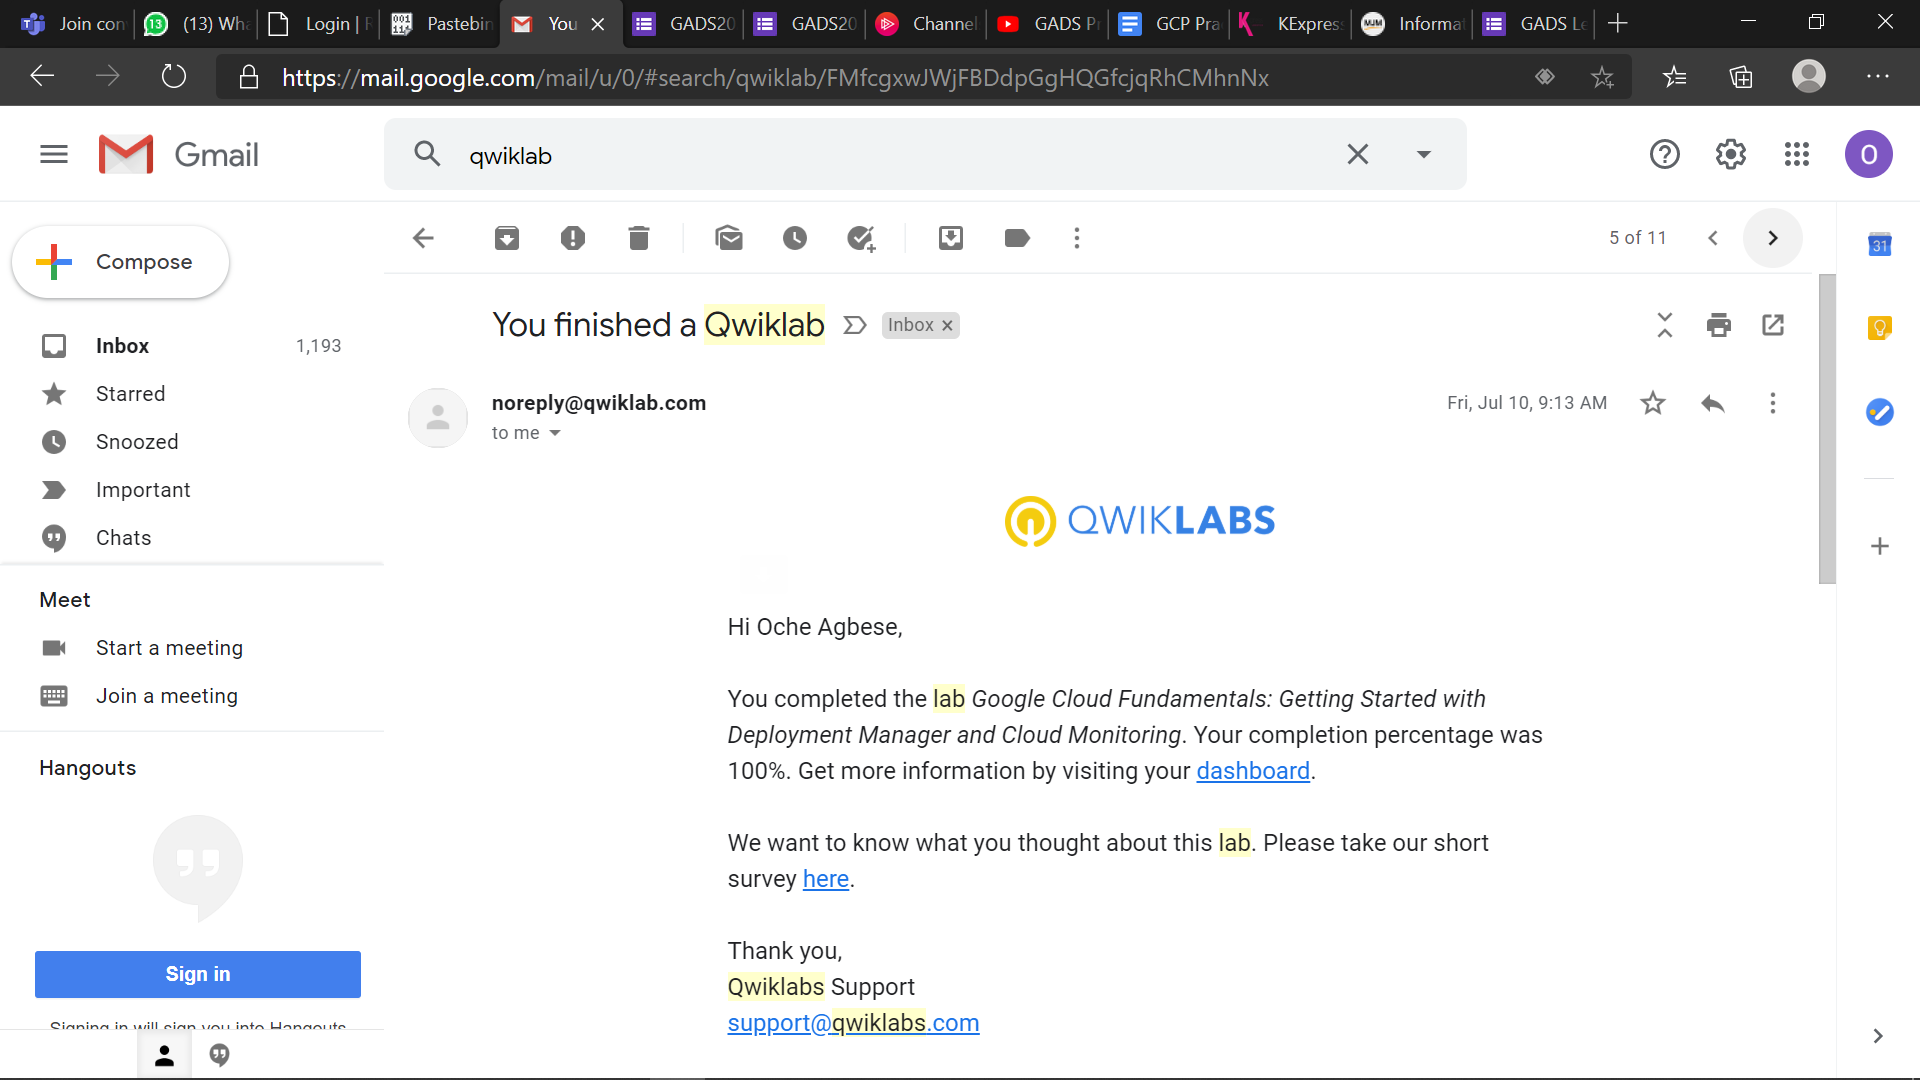 Join con
13
(13) Wha
Login | R
Pastebin
You
GADS20
GADS20
Channel
GADS Pr
GCP Pra
KExpres
Informat
GADS Le
https://mail.google.com/mail/u/0/#search/qwiklab/FMfcgxwJWjFBDdpGgHQGfcjqRhCMhnNx
Gmail
qwiklab
O
Compose
5 of 11
31
You finished a Qwiklab
Inbox ×
Inbox 1,193
Starred
Snoozed
Important
Chats
noreply@qwiklab.com
Fri, Jul 10, 9:13 AM
to me
QWIKLABS
Meet
Start a meeting
Join a meeting
Hangouts
Sign in
Signing in will sign you into Hangouts
Hi Oche Agbese,
You completed the lab Google Cloud Fundamentals: Getting Started with
Deployment Manager and Cloud Monitoring. Your completion percentage was
100%. Get more information by visiting your dashboard.
We want to know what you thought about this lab. Please take our short
survey here.
Thank you,
Qwiklabs Support
support@qwiklabs.com